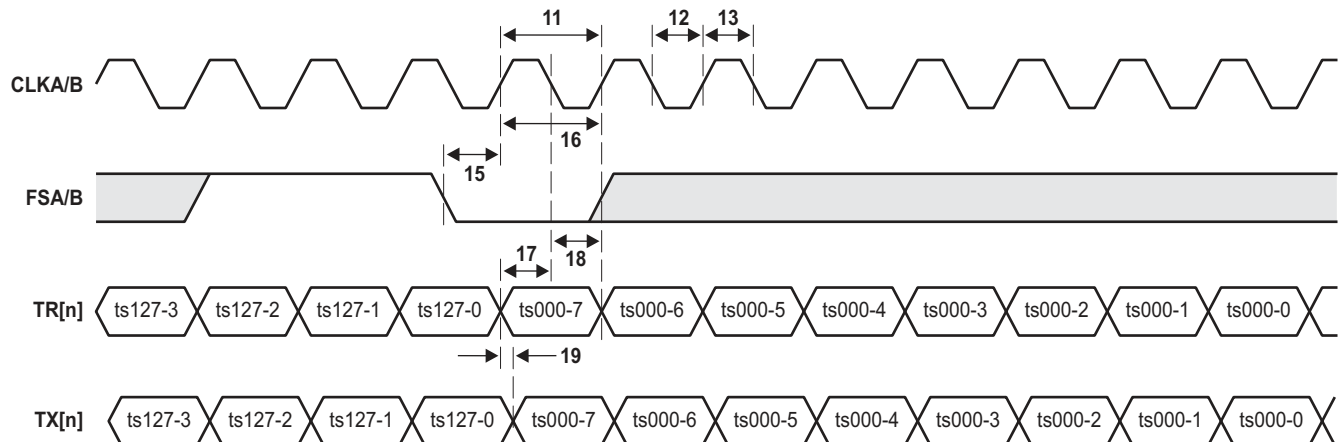 11 12 13
CLKA/B
16
15
FSA/B
17 18
TR[n] ts127-3 ts127-2 ts127-1 ts127-0 ts000-7 ts000-6 ts000-5 ts000-4 ts000-3 ts000-2 ts000-1 ts000-0
19
TX[n] ts127-3 ts127-2 ts127-1 ts127-0 ts000-7 ts000-6 ts000-5 ts000-4 ts000-3 ts000-2 ts000-1 ts000-0